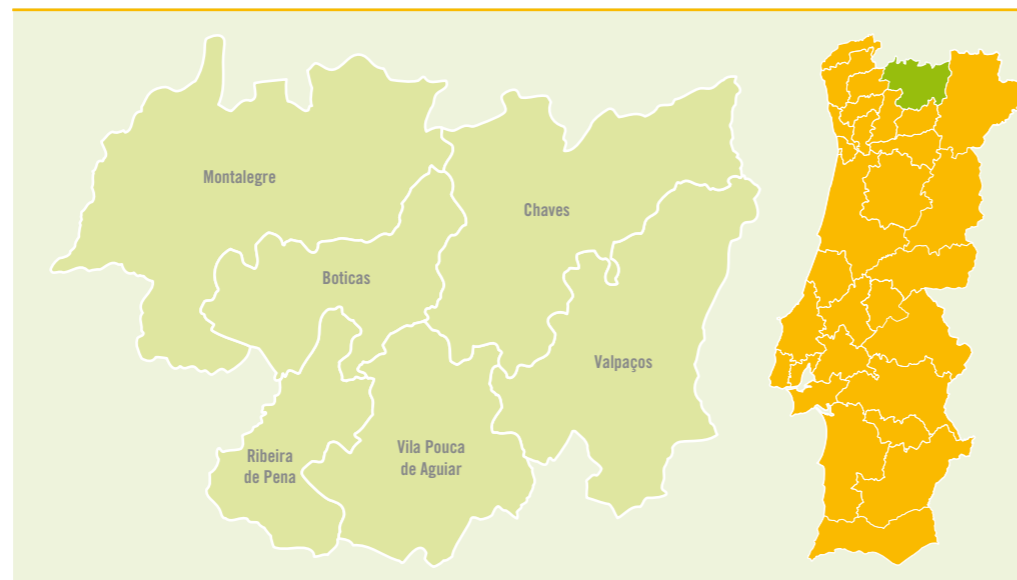 Montalegre
Chaves
Boticas
Valpaços
Ribeira
de Pena
Vila Pouca
de Aguiar